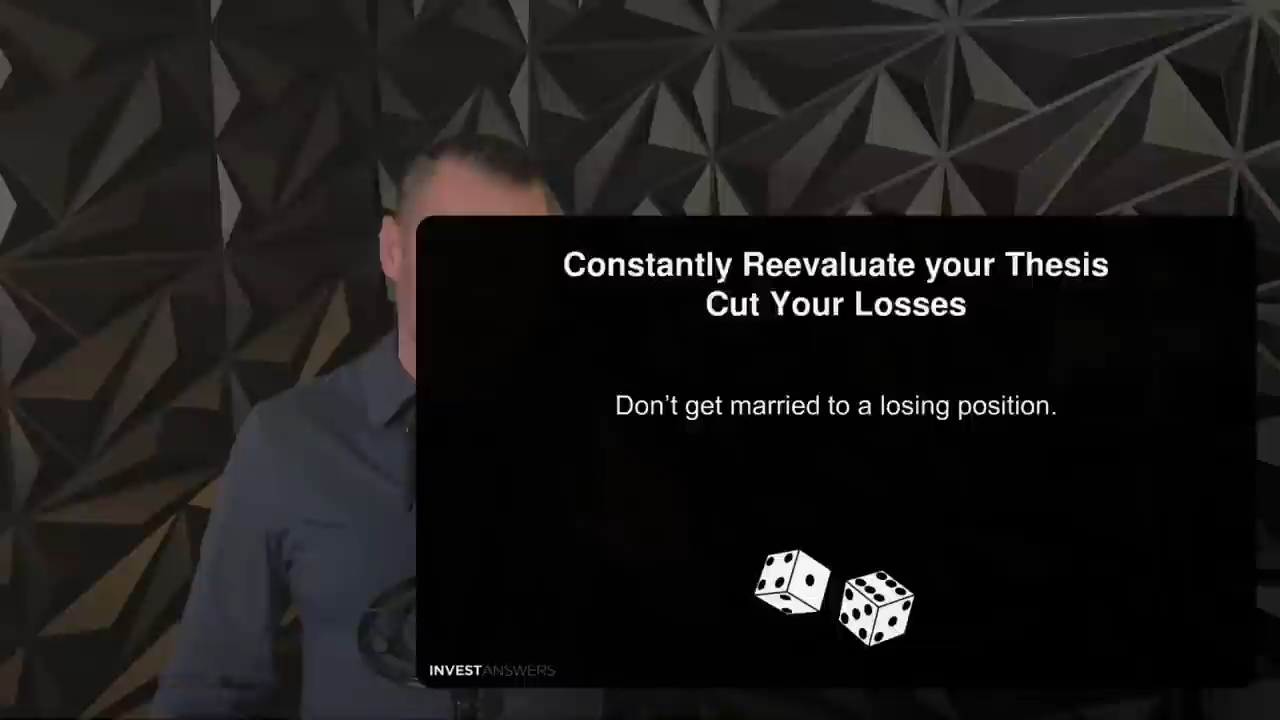 Constantly Reevaluate your Thesis
Cut Your Losses
Don’t get married to a losing position.
INVESTANSWERS